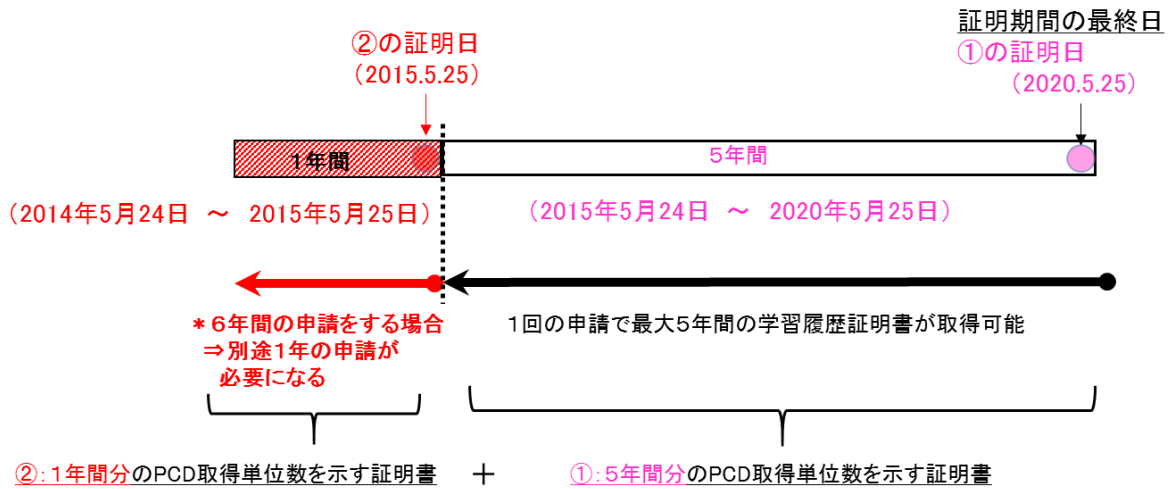 証明期間の最終日
②の証明日
①の証明日
（2015.5.25）
（2020.5.25）
1年間
5年間
（2014年5月24日　～　2015年5月25日）
（2015年5月24日　～　2020年5月25日）
＊６年間の申請をする場合
⇒別途１年の申請が
必要になる
１回の申請で最大５年間の学習履歴証明書が取得可能
②：１年間分のPCD取得単位数を示す証明書　＋　①：５年間分のPCD取得単位数を示す証明書